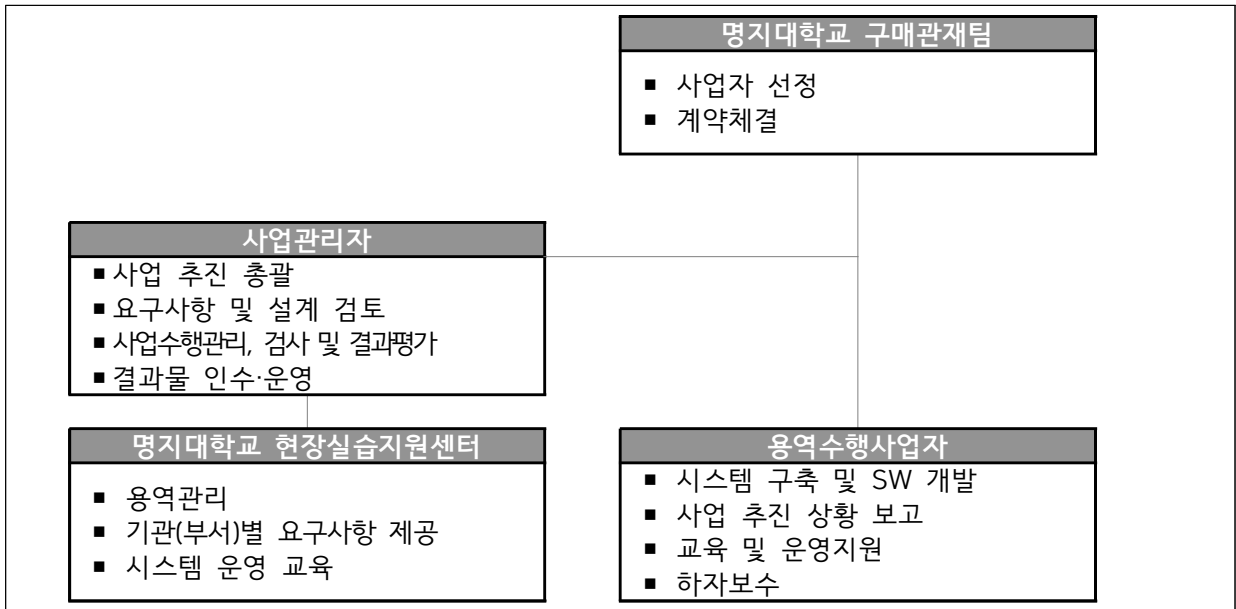 명지대학교 구매관재팀
■ 사업자 선정
■ 계약체결
사업관리자
■사업 추진 총괄
■요구사항 및 설계 검토
■사업수행관리, 검사 및 결과평가
■결과물 인수·운영
명지대학교 현장실습지원센터
■ 용역관리
■ 기관(부서)별 요구사항 제공
■ 시스템 운영 교육
용역수행사업자
■ 시스템 구축 및 SW 개발
■ 사업 추진 상황 보고
■ 교육 및 운영지원
■ 하자보수